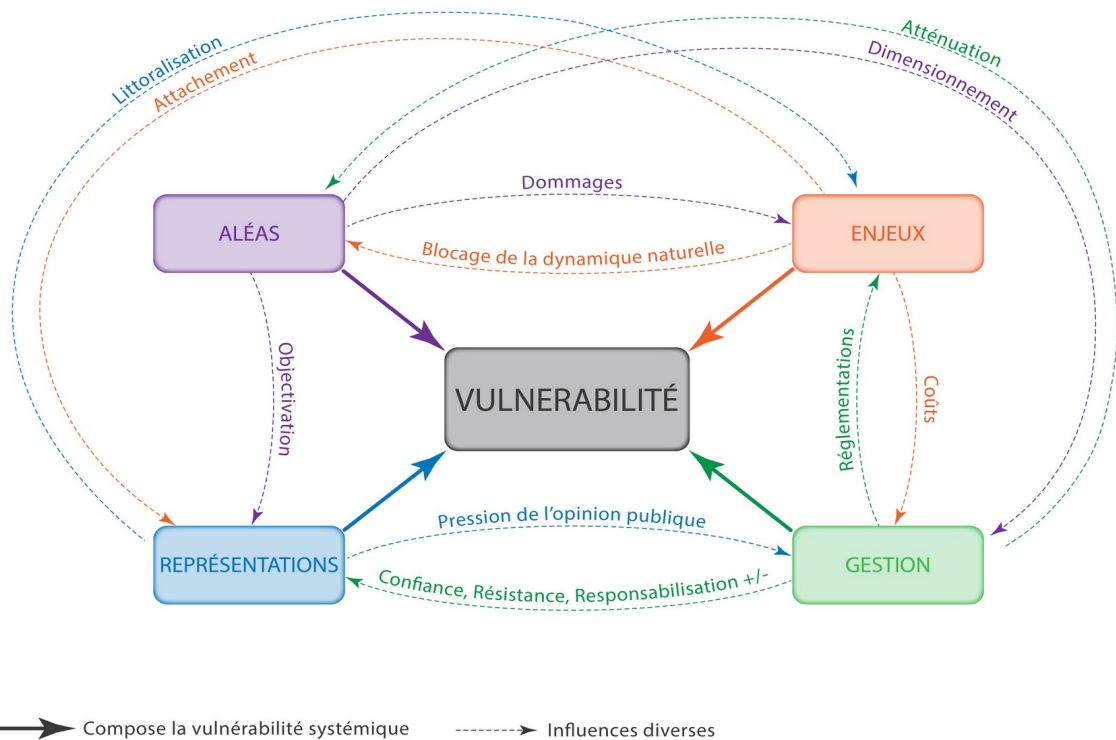 Littoralisation
Attachement
Atténuation
Dimensionnement
Dommages
ALÉAS
ENJEUX
Blocage de la dynamique naturelle
Objectivation
VULNERABILITÉ
Réglementations
Coûts
Pression de l'opinion publique
REPRÉSENTATIONS
GESTION
Confiance, Résistance, Responsabilisation +/-
Compose la vulnérabilité systémique
Influences diverses